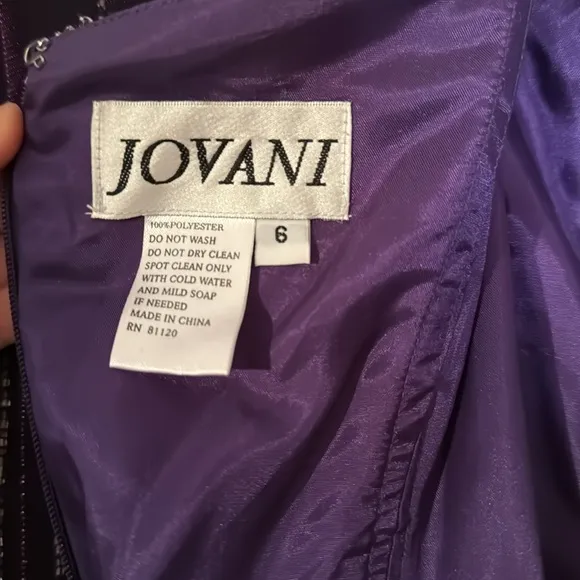 JOVANI
6
100%POLYESTER
DO NOT WASH
DO NOT DRY CLEAN
SPOT CLEAN ONLY
WITH COLD WATER
AND MILD SOAP
IF NEEDED
MADE IN CHINA
RN 81120